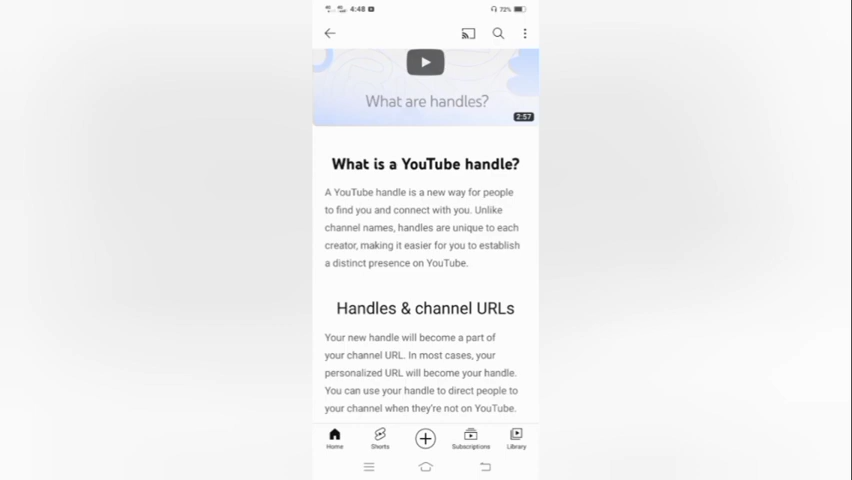 4:48
72%
What are handles?
2:57
What is a YouTube handle?
A YouTube handle is a new way for people
to find you and connect with you. Unlike
channel names, handles are unique to each
creator, making it easier for you to establish
a distinct presence on YouTube.
Handles & channel URLs
Your new handle will become a part of
your channel URL. In most cases, your
personalized URL will become your handle.
You can use your handle to direct people to
your channel when they're not on YouTube.
Home Shorts Subscriptions Library